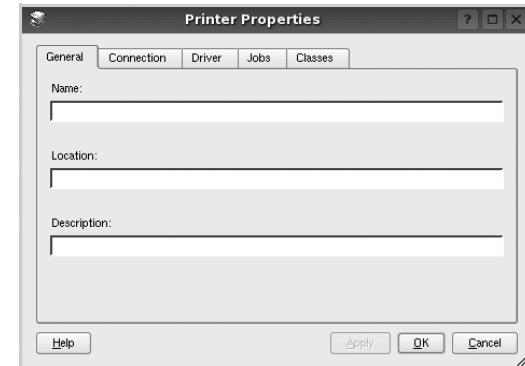 Printer Properties
General Connection Driver Jobs Classes
Name:
Location:
Description:
Help Apply OK Cancel